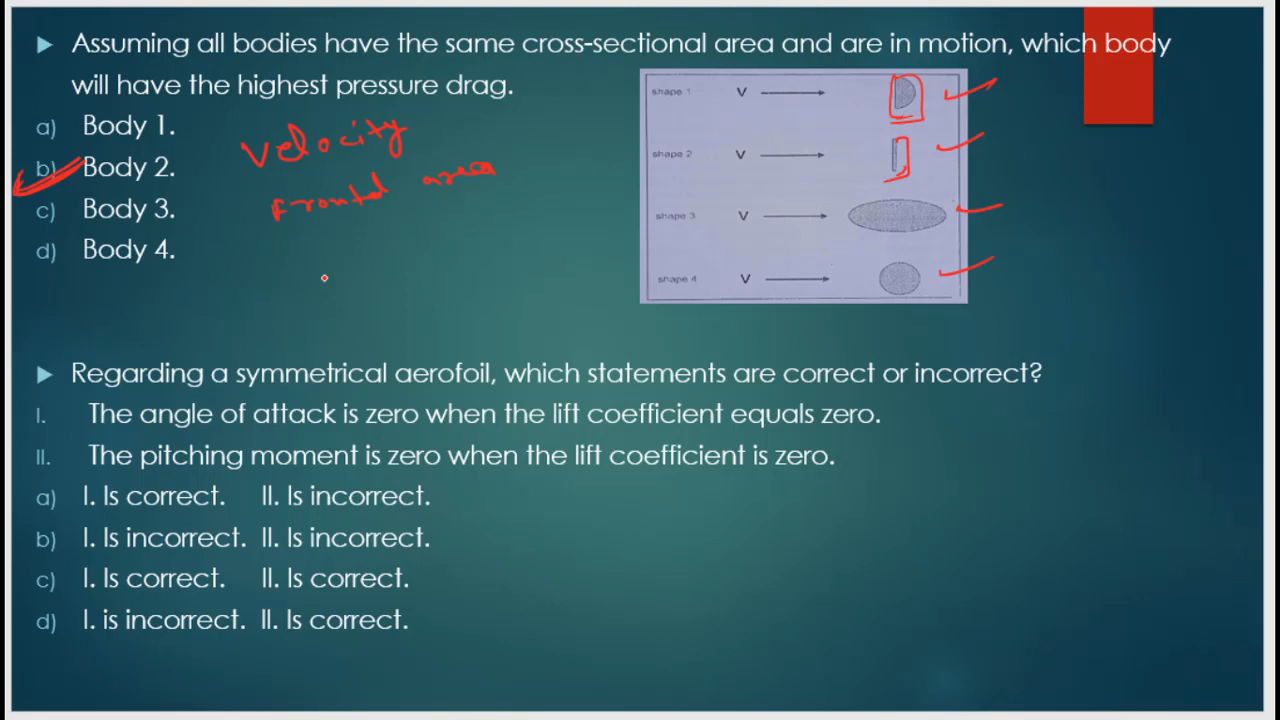 Assuming all bodies have the same cross-sectional area and are in motion, which body
will have the highest pressure drag.
a) Body 1.
b) Body 2.
c) Body 3.
d) Body 4.
Velocity
Frontal area
shape 1 V
shape 2 V
shape 3 V
shape 4 V
Regarding a symmetrical aerofoil, which statements are correct or incorrect?
I. The angle of attack is zero when the lift coefficient equals zero.
II. The pitching moment is zero when the lift coefficient is zero.
a) I. Is correct. II. Is incorrect.
b) I. Is incorrect. II. Is incorrect.
c) I. Is correct. II. Is correct.
d) I. is incorrect. II. Is correct.